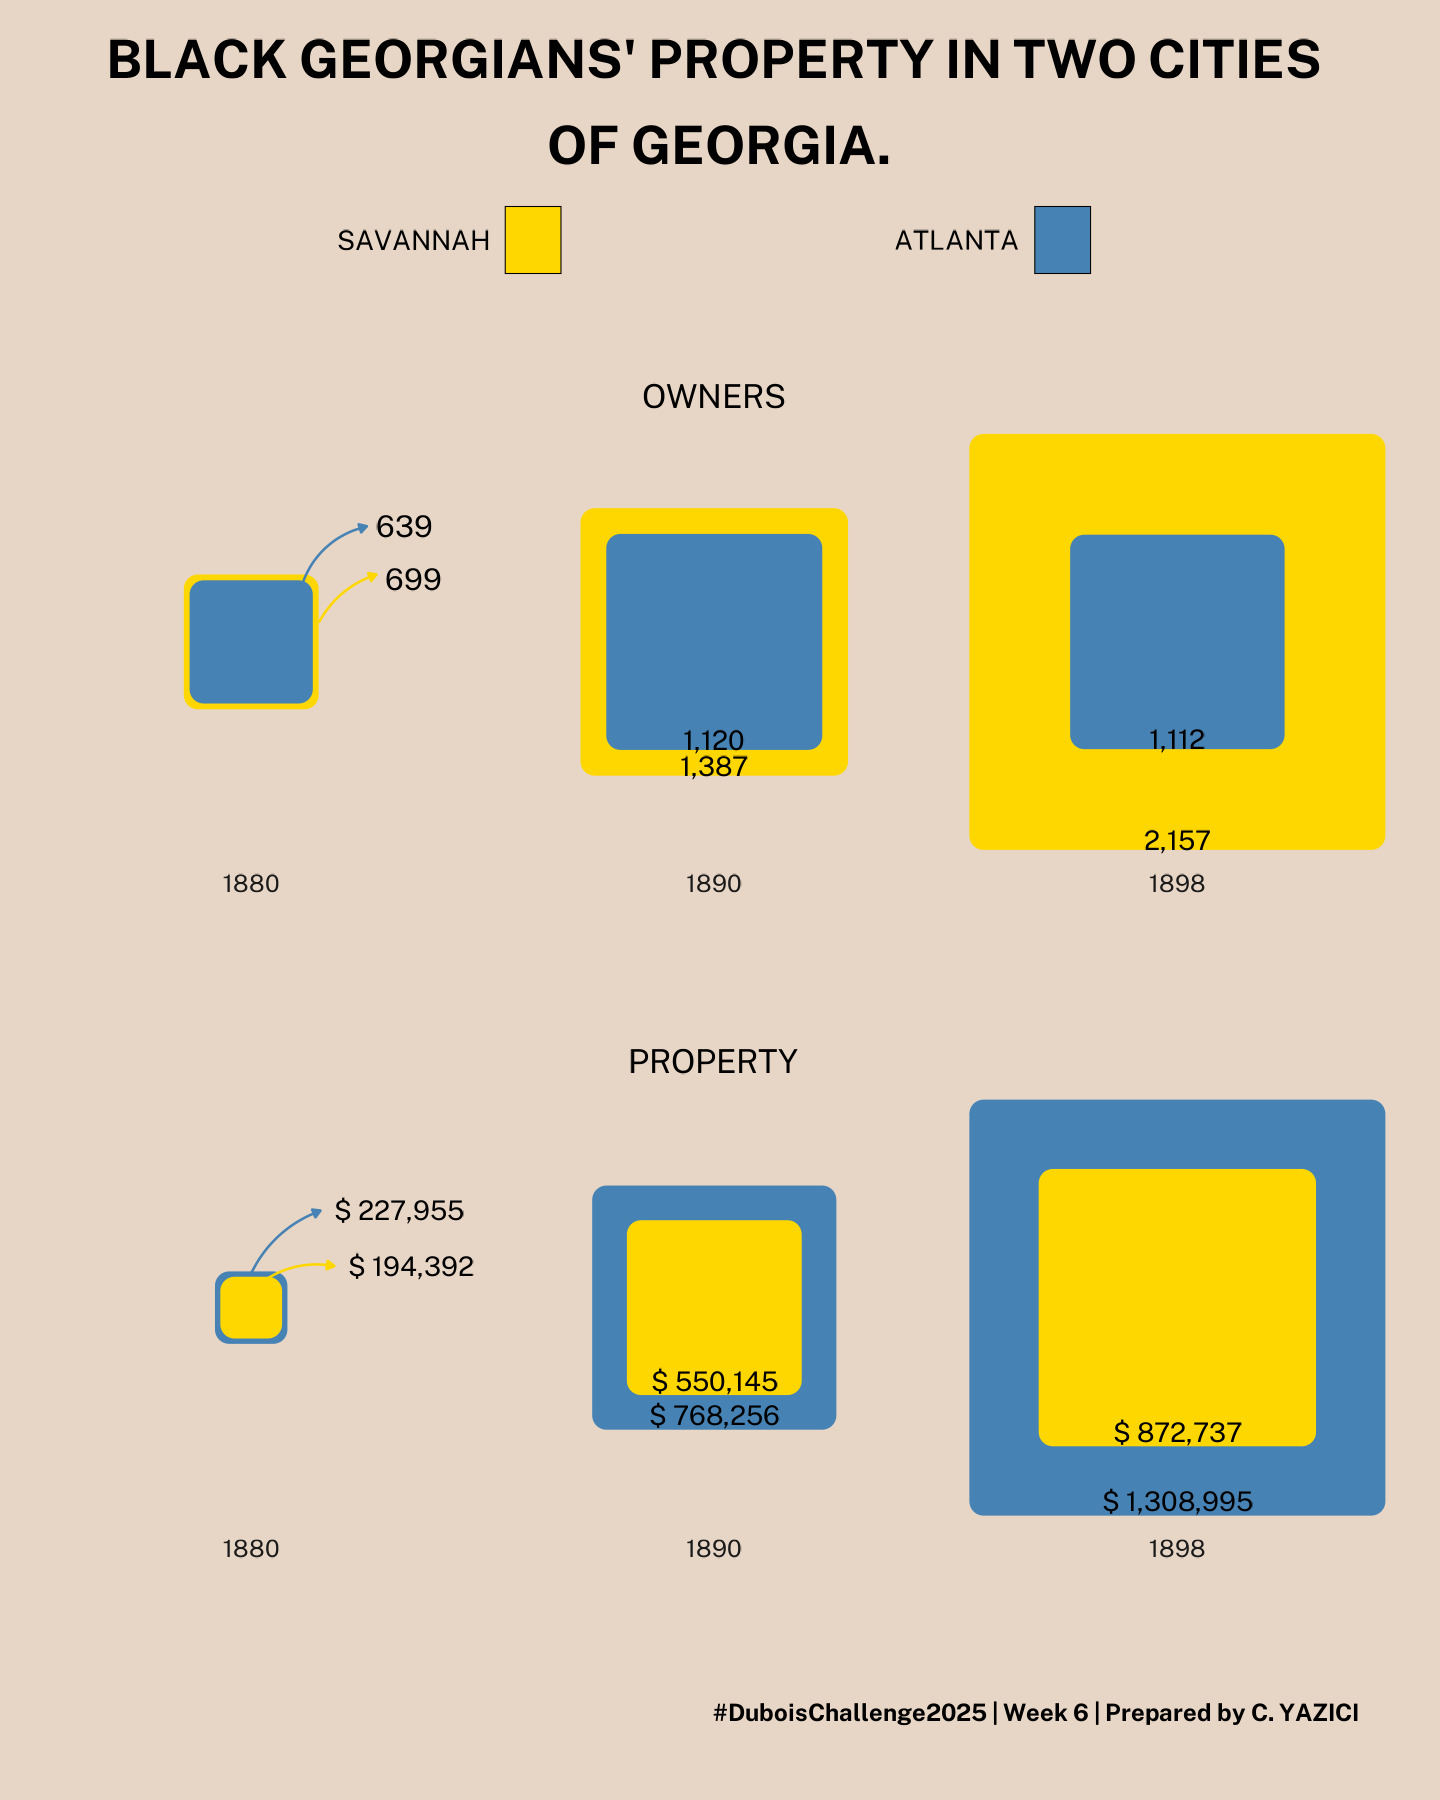 BLACK GEORGIANS' PROPERTY IN TWO CITIES
OF GEORGIA.
SAVANNAH
ATLANTA
OWNERS
639
699
1,120
1,387
1,112
2,157
1880
1890
1898
PROPERTY
$ 227,955
$ 194,392
$ 550,145
$ 768,256
$ 872,737
$ 1,308,995
1880
1890
1898
#DuboisChallenge2025 | Week 6 | Prepared by C. YAZICI